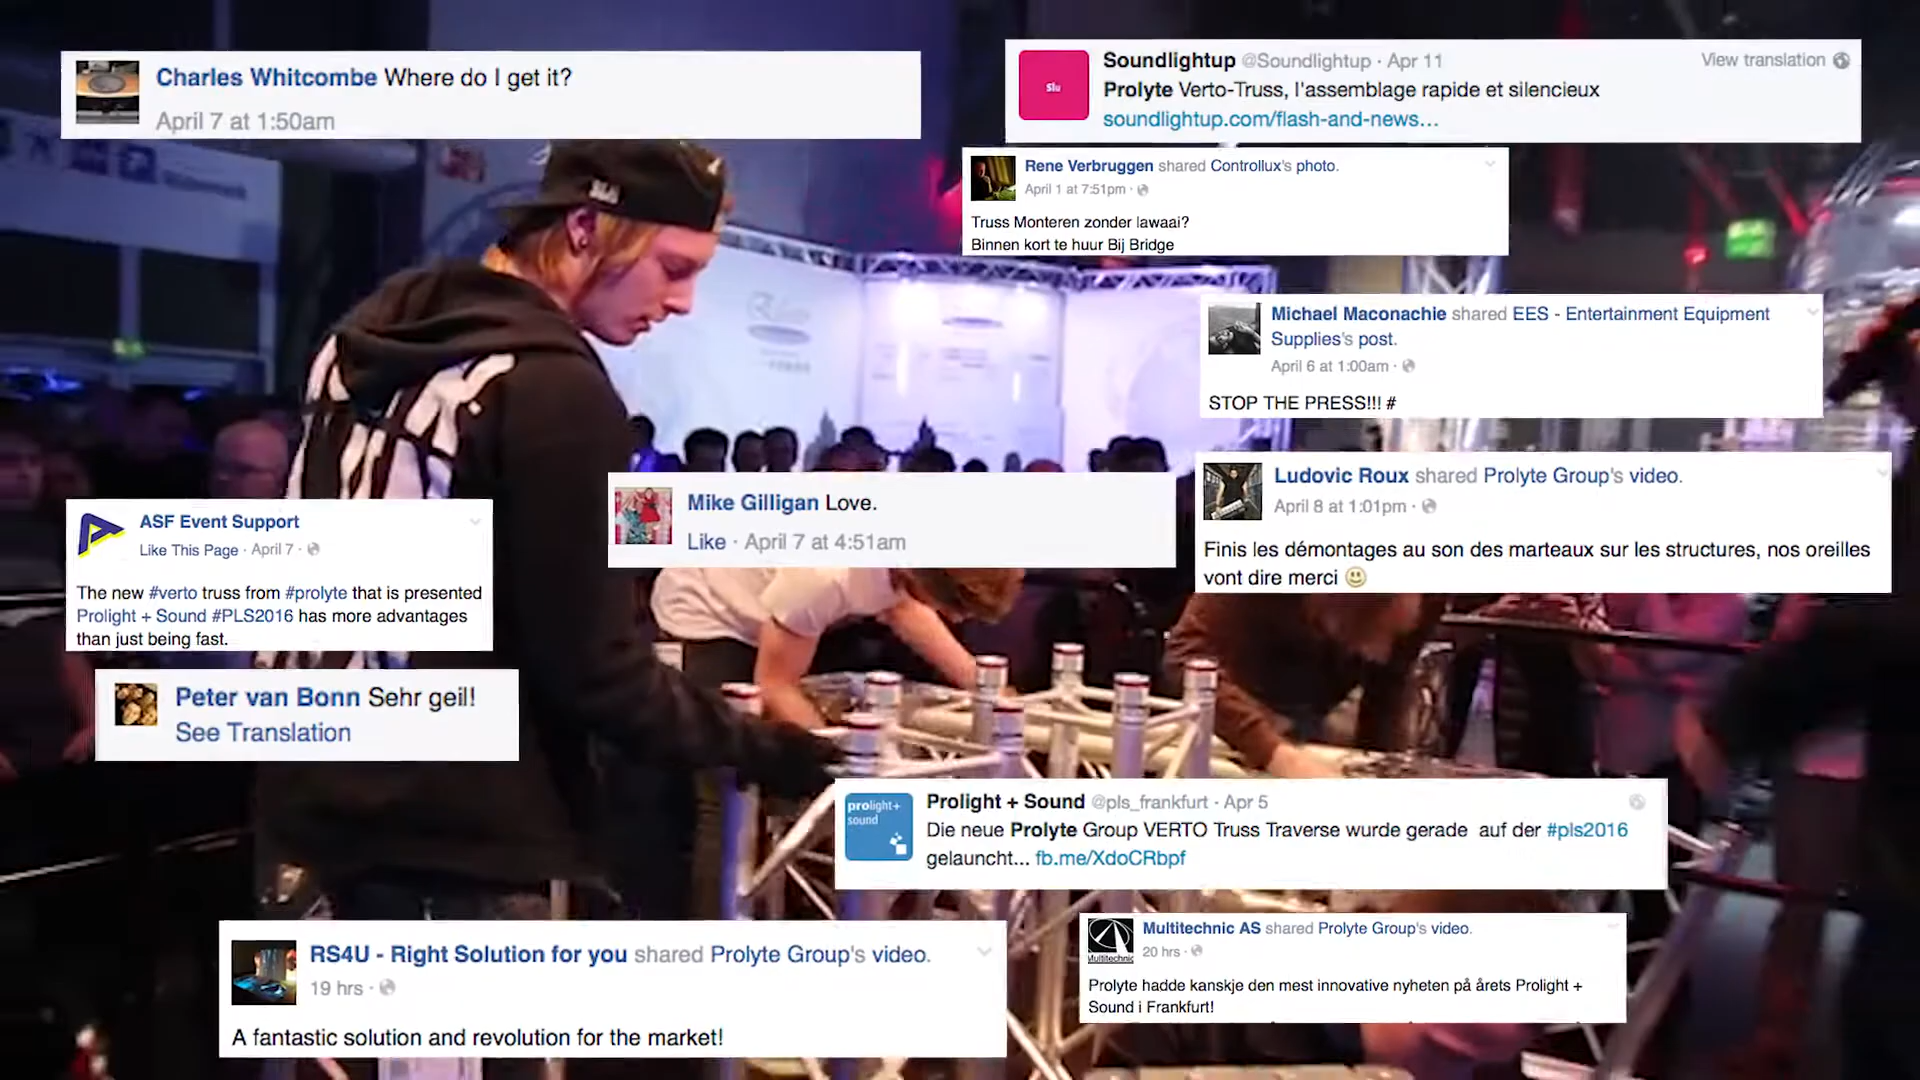 Charles Whitcombe Where do I get it?
April 7 at 1:50am
Slu
Soundlightup @Soundlightup · Apr 11
View translation
Prolyte Verto-Truss, l'assemblage rapide et silencieux
soundlightup.com/flash-and-news…
Rene Verbruggen shared Controllux's photo.
April 1 at 7:51pm ·
Truss Monteren zonder lawaai?
Binnen kort te huur Bij Bridge
Michael Maconachie shared EES - Entertainment Equipment
Supplies's post.
April 6 at 1:00am ·
STOP THE PRESS!!! #
Ludovic Roux shared Prolyte Group's video.
April 8 at 1:01pm ·
Finis les démontages au son des marteaux sur les structures, nos oreilles
vont dire merci 😃
Mike Gilligan Love.
Like · April 7 at 4:51am
ASF Event Support
Like This Page · April 7 ·
The new #verto truss from #prolyte that is presented
Prolight + Sound #PLS2016 has more advantages
than just being fast.
Peter van Bonn Sehr geil!
See Translation
prolight+
sound
Prolight + Sound @pls_frankfurt · Apr 5
Die neue Prolyte Group VERTO Truss Traverse wurde gerade auf der #pls2016
gelauncht... fb.me/XdoCRbpf
RS4U - Right Solution for you shared Prolyte Group's video.
19 hrs ·
A fantastic solution and revolution for the market!
Multitechnic
Multitechnic AS shared Prolyte Group's video.
20 hrs ·
Prolyte hadde kanskje den mest innovative nyheten på årets Prolight +
Sound i Frankfurt!